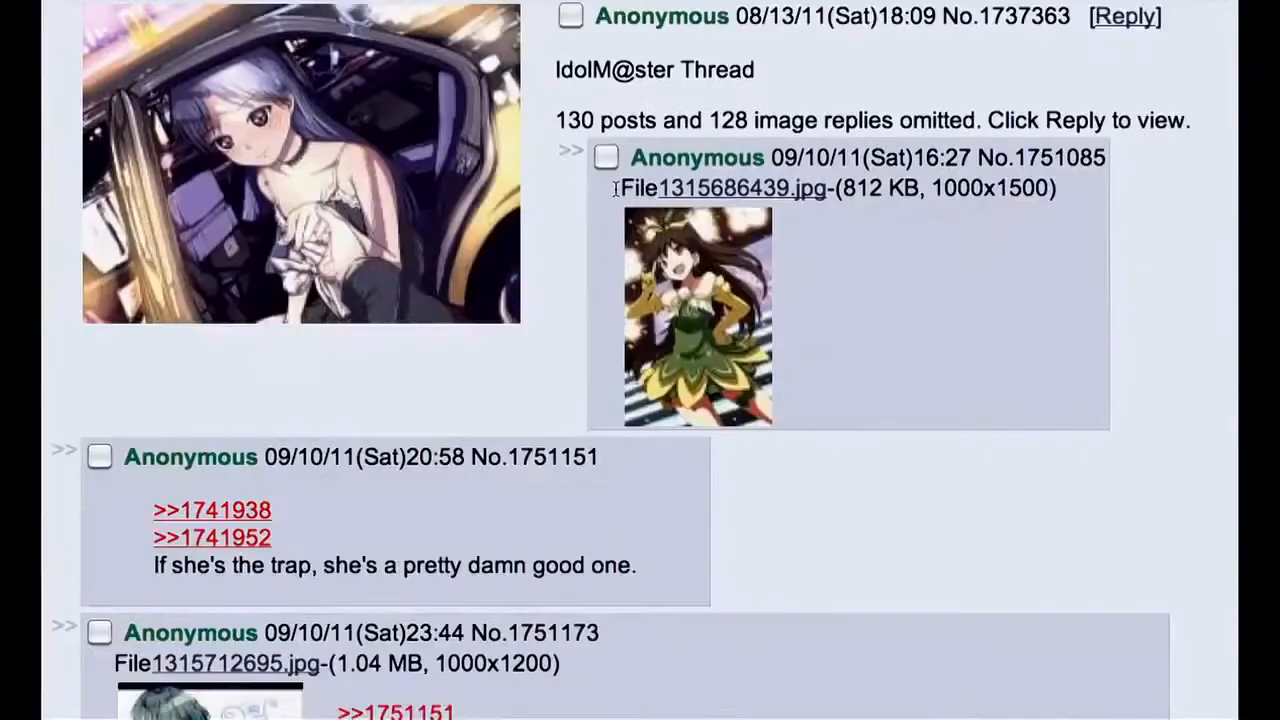 Anonymous 08/13/11(Sat)18:09 No.1737363 [Reply]
IdolM@ster Thread
130 posts and 128 image replies omitted. Click Reply to view.
>> Anonymous 09/10/11(Sat)16:27 No.1751085
File1315686439.jpg-(812 KB, 1000x1500)
>> Anonymous 09/10/11(Sat)20:58 No.1751151
>>1741938
>>1741952
If she's the trap, she's a pretty damn good one.
>> Anonymous 09/10/11(Sat)23:44 No.1751173
File1315712695.jpg-(1.04 MB, 1000x1200)
>>1751151